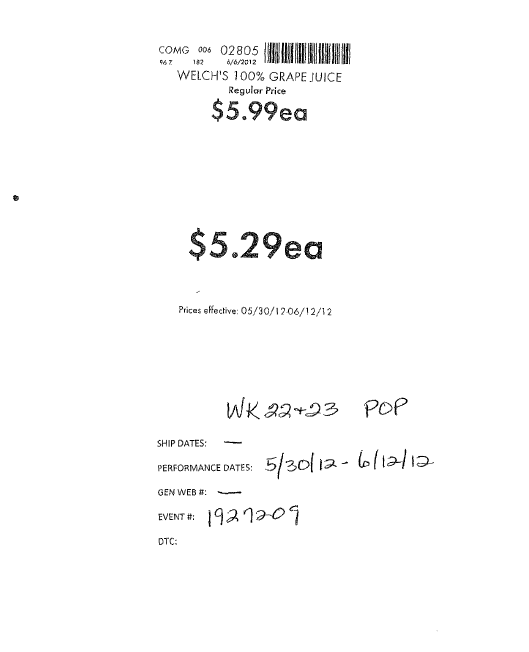 COMG 006 02805
96 Z 182 6/6/2012
WELCH'S 100% GRAPE JUICE
Regular Price
$5.99ea
$5.29ea
Prices effective: 05/30/12-06/12/12
WK 22+23 POP
SHIP DATES: —
PERFORMANCE DATES: 5/30/12 - 6/12/12
GEN WEB #: —
EVENT #: 1927209
DTC: